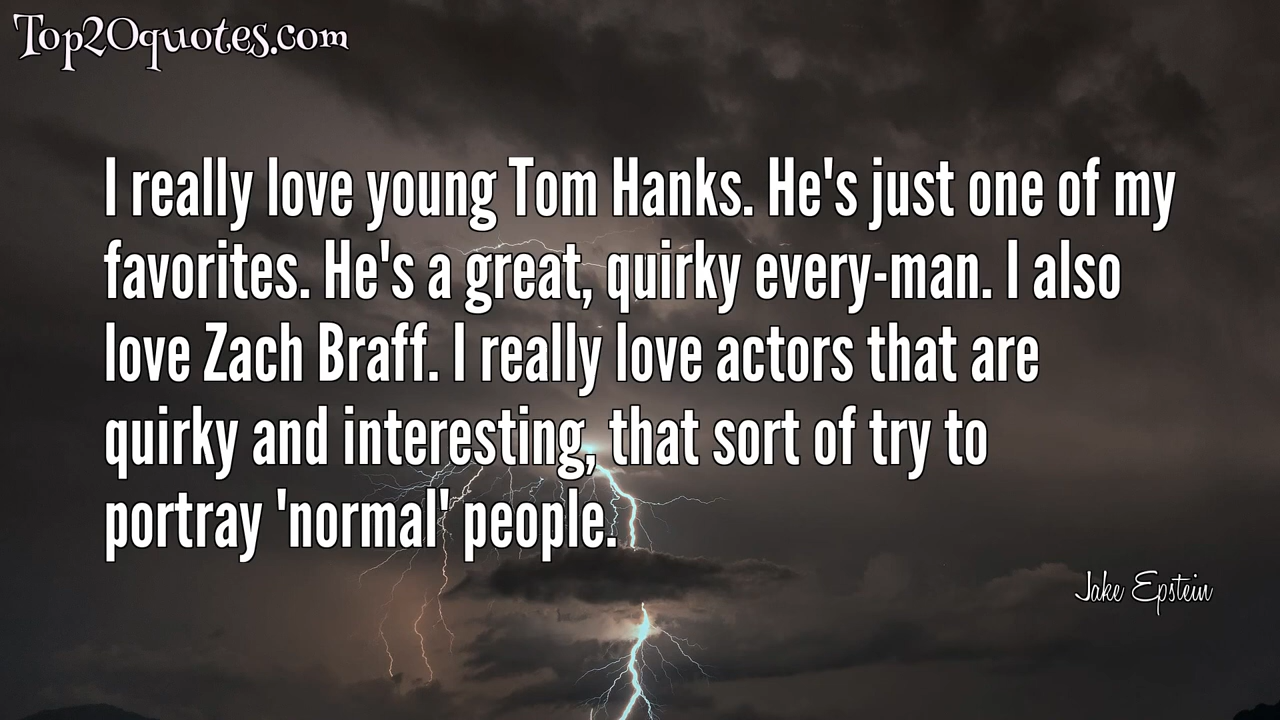 Top20quotes.com
I really love young Tom Hanks. He's just one of my
favorites. He's a great, quirky every-man. I also
love Zach Braff. I really love actors that are
quirky and interesting, that sort of try to
portray 'normal' people.
Jake Epstein